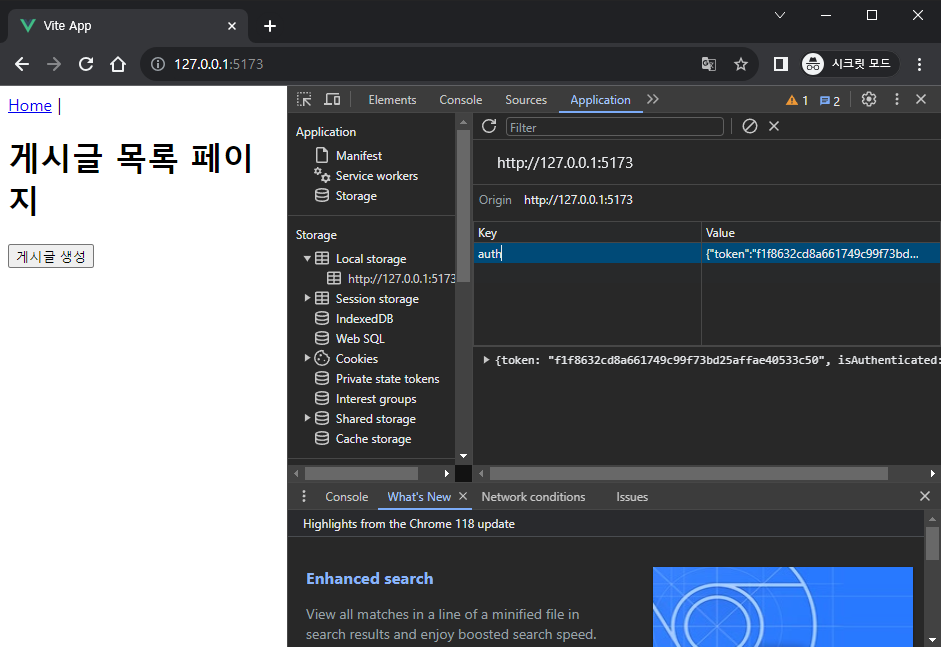 Vite App
127.0.0.1:5173
시크릿 모드
Home |
게시글 목록 페이
지
게시글 생성
Elements Console Sources Application 1 2
Application
Manifest
Service workers
Storage
Storage
Local storage
http://127.0.0.1:5173
Session storage
IndexedDB
Web SQL
Cookies
Private state tokens
Interest groups
Shared storage
Cache storage
Filter
http://127.0.0.1:5173
Origin http://127.0.0.1:5173
Key Value
auth {"token":"f1f8632cd8a661749c99f73bd...
{token: "f1f8632cd8a661749c99f73bd25affae40533c50", isAuthenticated:
Console What's New Network conditions Issues
Highlights from the Chrome 118 update
Enhanced search
View all matches in a line of a minified file in
search results and enjoy boosted search speed.